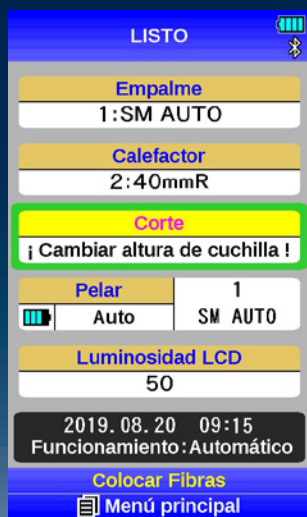 LISTO
Empalme
1:SM AUTO
Calefactor
2:40mmR
Corte
¡ Cambiar altura de cuchilla !
Pelar
Auto
1
SM AUTO
Luminosidad LCD
50
2019.08.20 09:15
Funcionamiento:Automático
Colocar Fibras
Menú principal